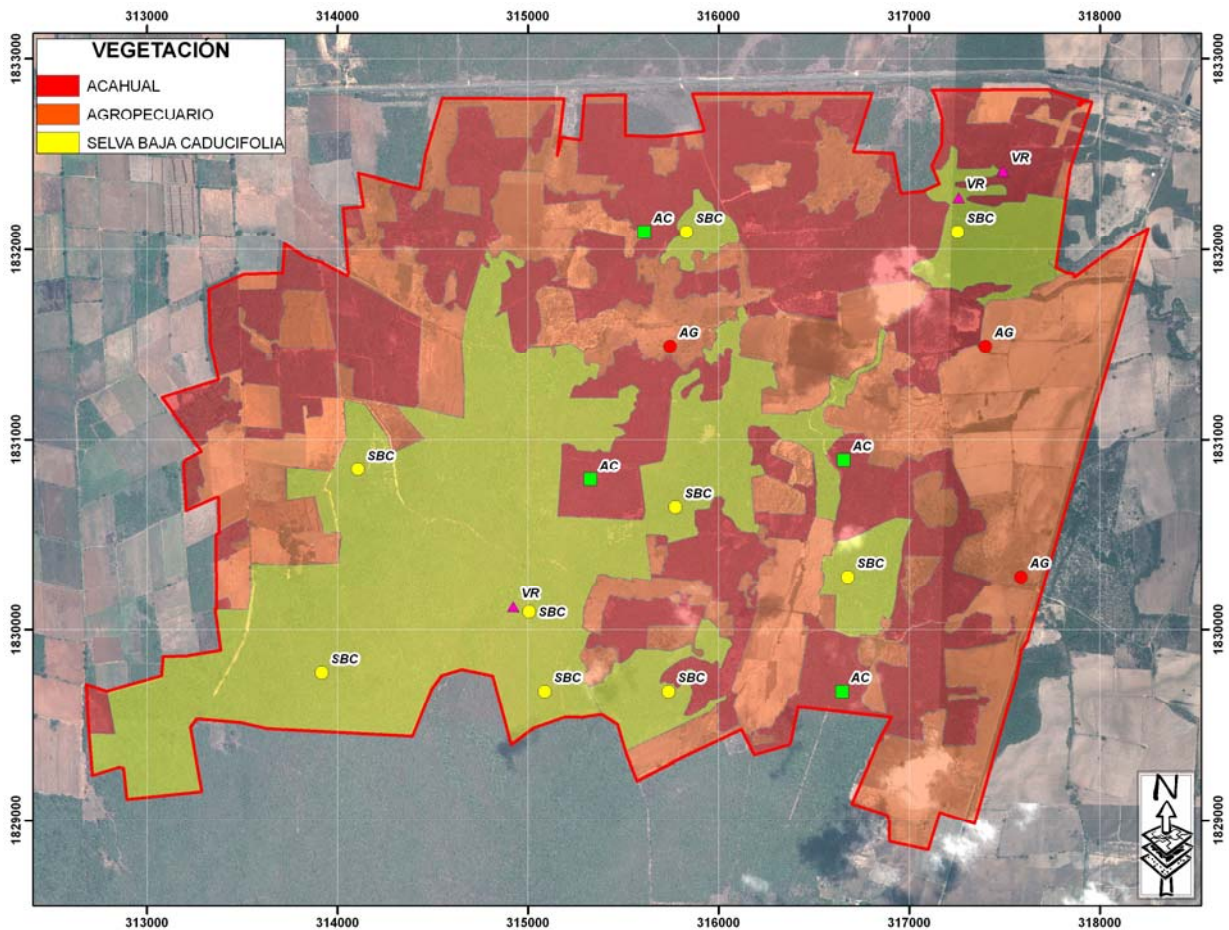 313000 314000 315000 316000 317000 318000
VEGETACIÓN
ACAHUAL
AGROPECUARIO
SELVA BAJA CADUCIFOLIA
1833000 1833000
VR
VR
AC SBC SBC
1832000 1832000
AG AG
1831000 1831000
SBC AC AC
SBC
SBC AG
VR SBC
1830000 1830000
SBC SBC SBC AC
1829000 1829000
N
313000 314000 315000 316000 317000 318000